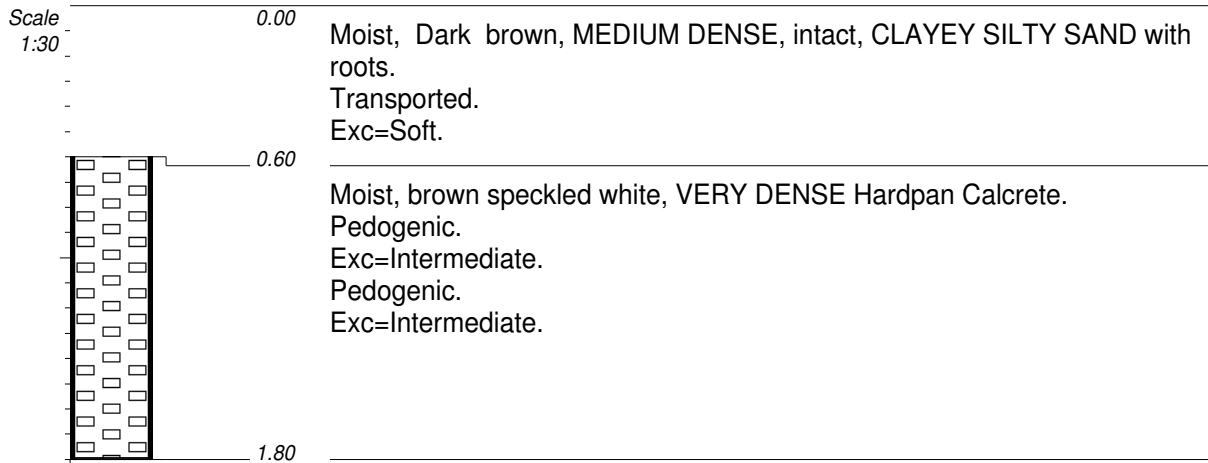 Scale
1:30
0.00
Moist, Dark brown, MEDIUM DENSE, intact, CLAYEY SILTY SAND with
roots.
Transported.
Exc=Soft.
0.60
Moist, brown speckled white, VERY DENSE Hardpan Calcrete.
Pedogenic.
Exc=Intermediate.
Pedogenic.
Exc=Intermediate.
1.80